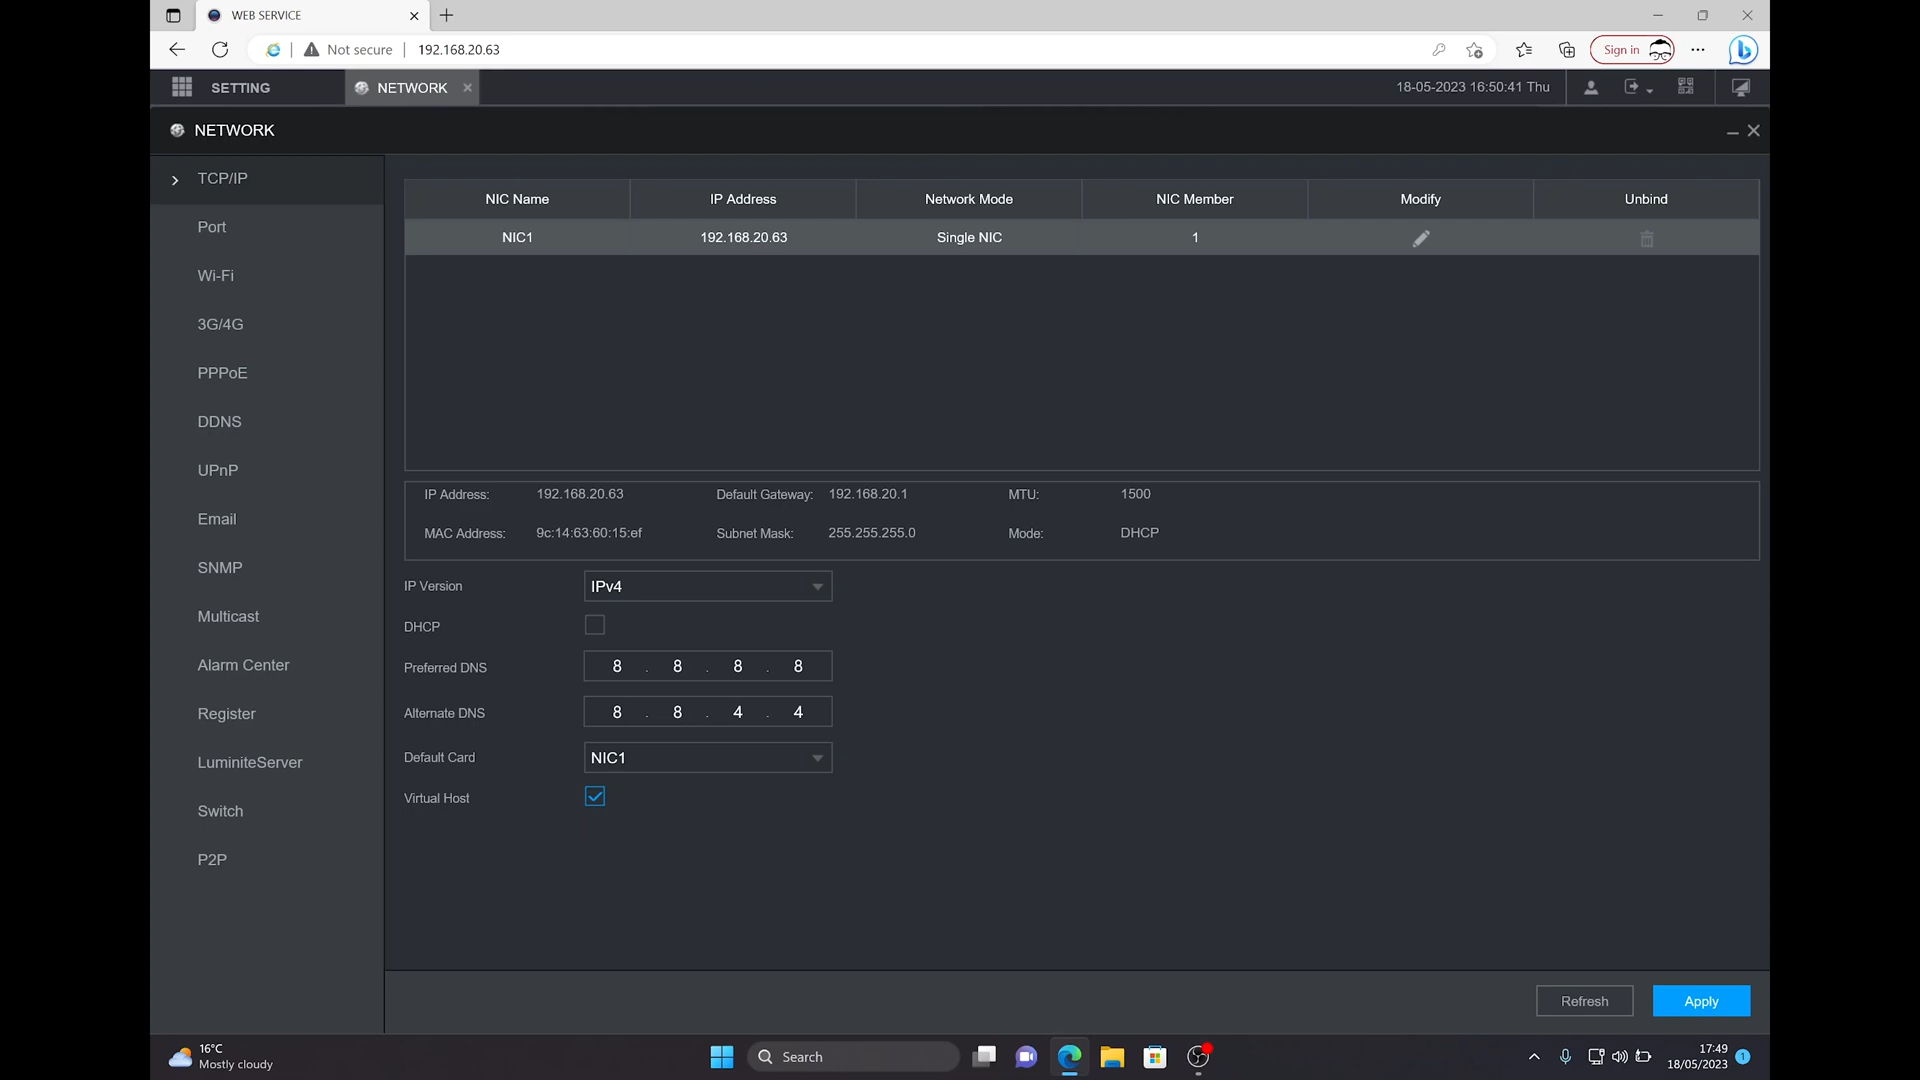 WEB SERVICE
Not secure 192.168.20.63 Sign in
SETTING NETWORK 18-05-2023 16:50:41 Thu
NETWORK
TCP/IP
Port
Wi-Fi
3G/4G
PPPoE
DDNS
UPnP
Email
SNMP
Multicast
Alarm Center
Register
LuminiteServer
Switch
P2P
NIC Name IP Address Network Mode NIC Member Modify Unbind
NIC1 192.168.20.63 Single NIC 1
IP Address: 192.168.20.63 Default Gateway: 192.168.20.1 MTU: 1500
MAC Address: 9c:14:63:60:15:ef Subnet Mask: 255.255.255.0 Mode: DHCP
IP Version IPv4
DHCP
Preferred DNS 8 . 8 . 8 . 8
Alternate DNS 8 . 8 . 4 . 4
Default Card NIC1
Virtual Host
Refresh Apply
16°C
Mostly cloudy
Search
17:49
18/05/2023
1